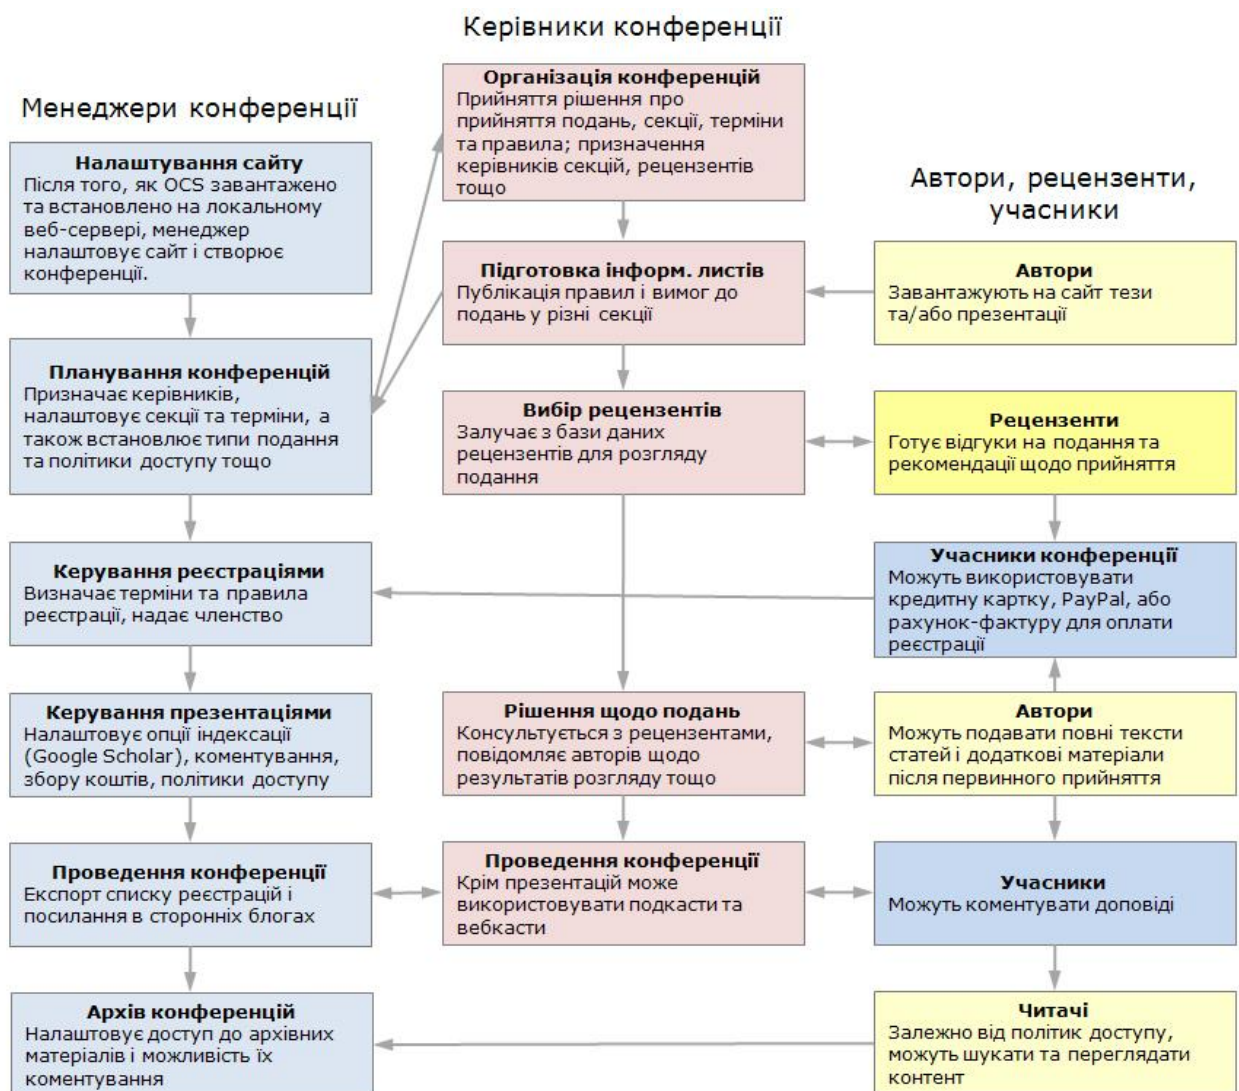 Керівники конференції
Менеджери конференції
Автори, рецензенти,
учасники
Налаштування сайту
Після того, як OCS завантажено
та встановлено на локальному
веб-сервері, менеджер
налаштовує сайт і створює
конференції.
Планування конференцій
Призначає керівників,
налаштовує секції та терміни, а
також встановлює типи подання
та політики доступу тощо
Керування реєстраціями
Визначає терміни та правила
реєстрації, надає членство
Керування презентаціями
Налаштовує опції індексації
(Google Scholar), коментування,
збору коштів, політики доступу
Проведення конференції
Експорт списку реєстрацій і
посилання в сторонніх блогах
Архів конференцій
Налаштовує доступ до архівних
матеріалів і можливість їх
коментування
Організація конференцій
Прийняття рішення про
прийняття подань, секції, терміни
та правила; призначення
керівників секцій, рецензентів
тощо
Підготовка інформ. листів
Публікація правил і вимог до
подань у різні секції
Вибір рецензентів
Залучає з бази даних
рецензентів для розгляду
подання
Рішення щодо подань
Консультується з рецензентами,
повідомляє авторів щодо
результатів розгляду тощо
Проведення конференції
Крім презентацій може
використовувати подкасти та
вебкасти
Автори
Завантажують на сайт тези
та/або презентації
Рецензенти
Готує відгуки на подання та
рекомендації щодо прийняття
Учасники конференції
Можуть використовувати
кредитну картку, PayPal, або
рахунок-фактуру для оплати
реєстрації
Автори
Можуть подавати повні тексти
статей і додаткові матеріали
після первинного прийняття
Учасники
Можуть коментувати доповіді
Читачі
Залежно від політик доступу,
можуть шукати та переглядати
контент